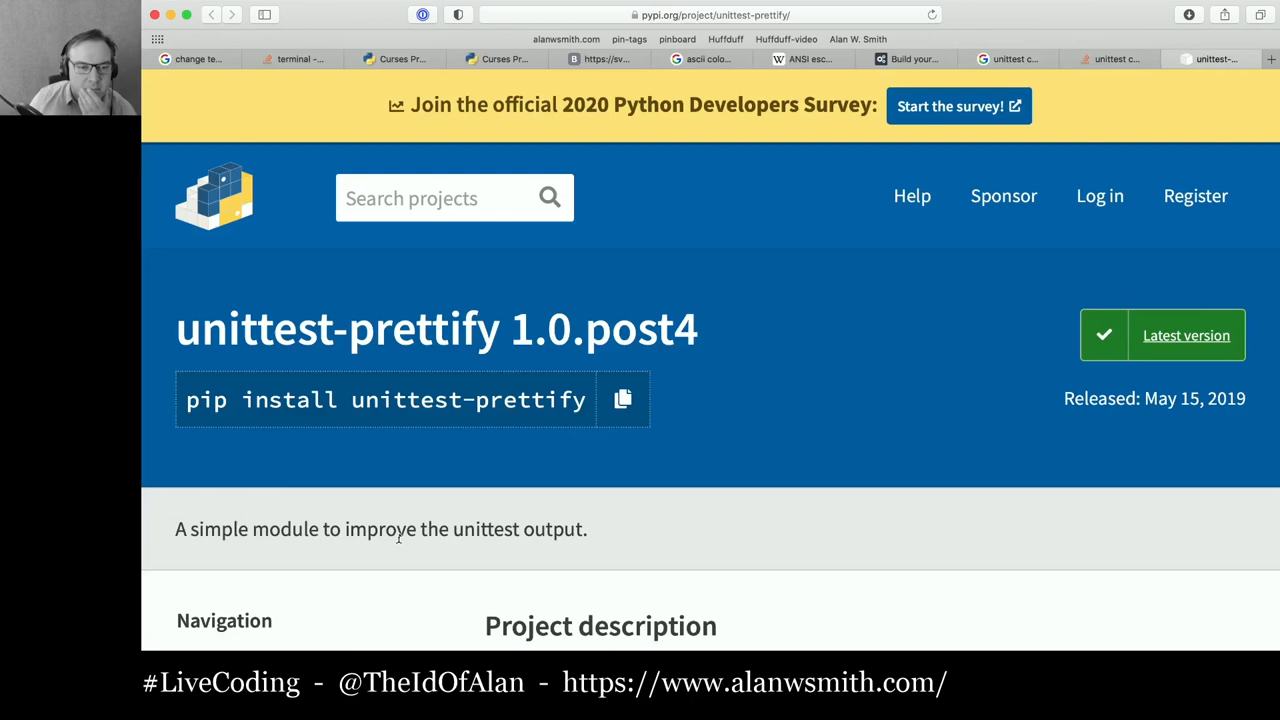 pypi.org/project/unittest-prettify/
alanwsmith.com pin-tags pinboard Huffduff Huffduff-video Alan W. Smith
change te... terminal -... Curses Pr... Curses Pr... https://sv... ascii colo... ANSI esc... Build your... unittest c... unittest c... unittest-...
Join the official 2020 Python Developers Survey: Start the survey!
Search projects
Help Sponsor Log in Register
unittest-prettify 1.0.post4
Latest version
pip install unittest-prettify
Released: May 15, 2019
A simple module to improve the unittest output.
Navigation
Project description
#LiveCoding - @TheIdOfAlan - https://www.alanwsmith.com/